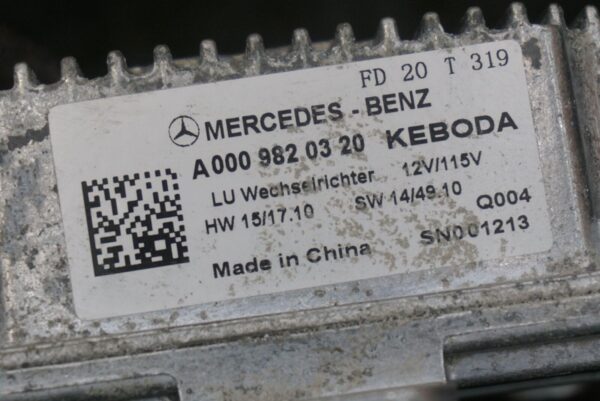 FD 20 T 319
MERCEDES-BENZ
A000 982 03 20 KEBODA
LU Wechselrichter 12V/115V
HW 15/17.10 SW 14/49.10 Q004
Made in China SN001213